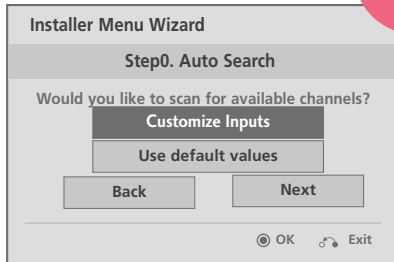 Installer Menu Wizard
Step0. Auto Search
Would you like to scan for available channels?
Customize Inputs
Use default values
Back Next
OK Exit